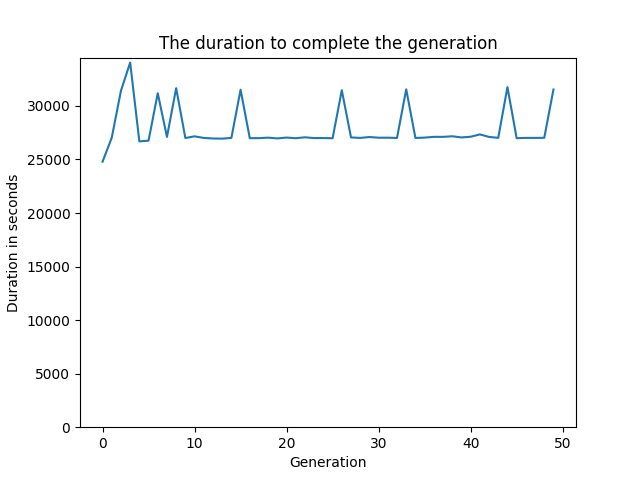 The duration to complete the generation
Duration in seconds
30000
25000
20000
15000
10000
5000
0
0 10 20 30 40 50
Generation